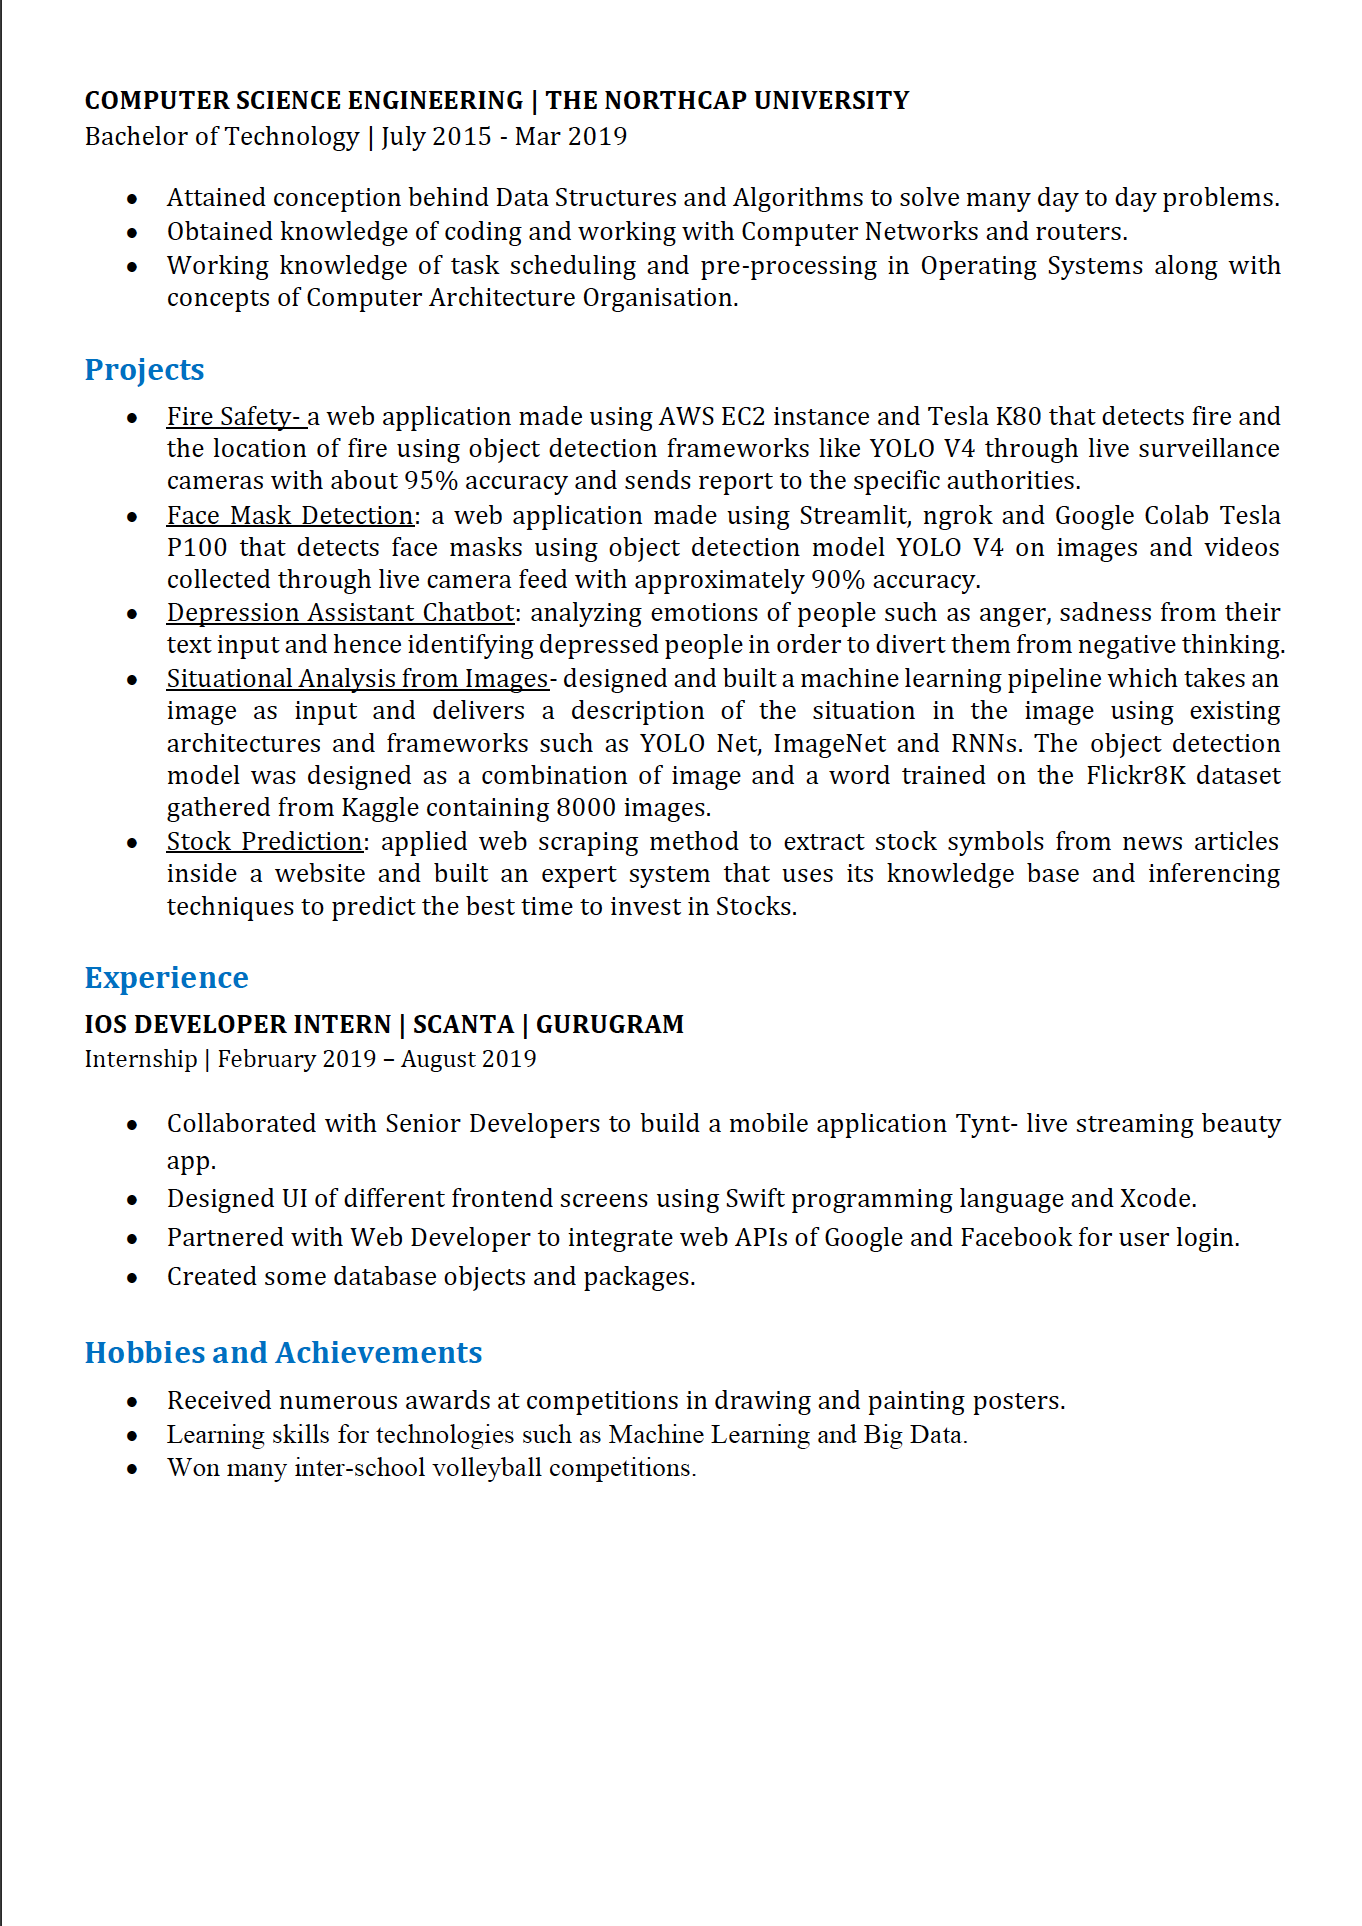 COMPUTER SCIENCE ENGINEERING | THE NORTHCAP UNIVERSITY
Bachelor of Technology | July 2015 - Mar 2019
• Attained conception behind Data Structures and Algorithms to solve many day to day problems.
• Obtained knowledge of coding and working with Computer Networks and routers.
• Working knowledge of task scheduling and pre-processing in Operating Systems along with
concepts of Computer Architecture Organisation.
Projects
• Fire Safety- a web application made using AWS EC2 instance and Tesla K80 that detects fire and
the location of fire using object detection frameworks like YOLO V4 through live surveillance
cameras with about 95% accuracy and sends report to the specific authorities.
• Face Mask Detection: a web application made using Streamlit, ngrok and Google Colab Tesla
P100 that detects face masks using object detection model YOLO V4 on images and videos
collected through live camera feed with approximately 90% accuracy.
• Depression Assistant Chatbot: analyzing emotions of people such as anger, sadness from their
text input and hence identifying depressed people in order to divert them from negative thinking.
• Situational Analysis from Images- designed and built a machine learning pipeline which takes an
image as input and delivers a description of the situation in the image using existing
architectures and frameworks such as YOLO Net, ImageNet and RNNs. The object detection
model was designed as a combination of image and a word trained on the Flickr8K dataset
gathered from Kaggle containing 8000 images.
• Stock Prediction: applied web scraping method to extract stock symbols from news articles
inside a website and built an expert system that uses its knowledge base and inferencing
techniques to predict the best time to invest in Stocks.
Experience
IOS DEVELOPER INTERN | SCANTA | GURUGRAM
Internship | February 2019 – August 2019
• Collaborated with Senior Developers to build a mobile application Tynt- live streaming beauty
app.
• Designed UI of different frontend screens using Swift programming language and Xcode.
• Partnered with Web Developer to integrate web APIs of Google and Facebook for user login.
• Created some database objects and packages.
Hobbies and Achievements
• Received numerous awards at competitions in drawing and painting posters.
• Learning skills for technologies such as Machine Learning and Big Data.
• Won many inter-school volleyball competitions.